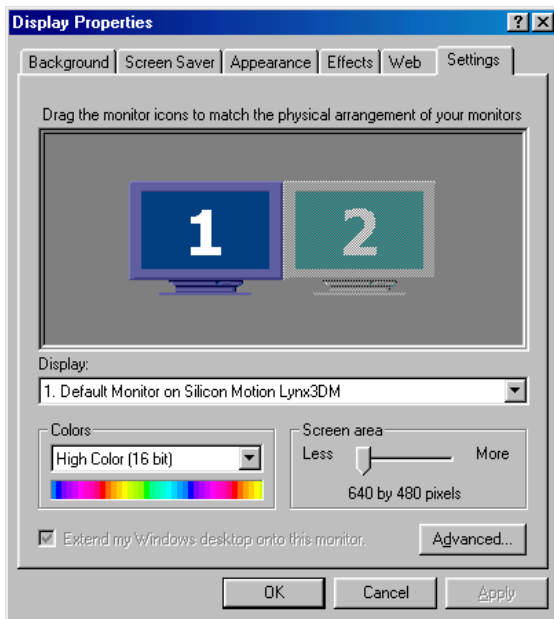 Display Properties
? ×
Background Screen Saver Appearance Effects Web Settings
Drag the monitor icons to match the physical arrangement of your monitors
1 2
Display:
1. Default Monitor on Silicon Motion Lynx3DM
Colors
High Color (16 bit)
Screen area
Less More
640 by 480 pixels
Extend my Windows desktop onto this monitor.
Advanced...
OK Cancel Apply